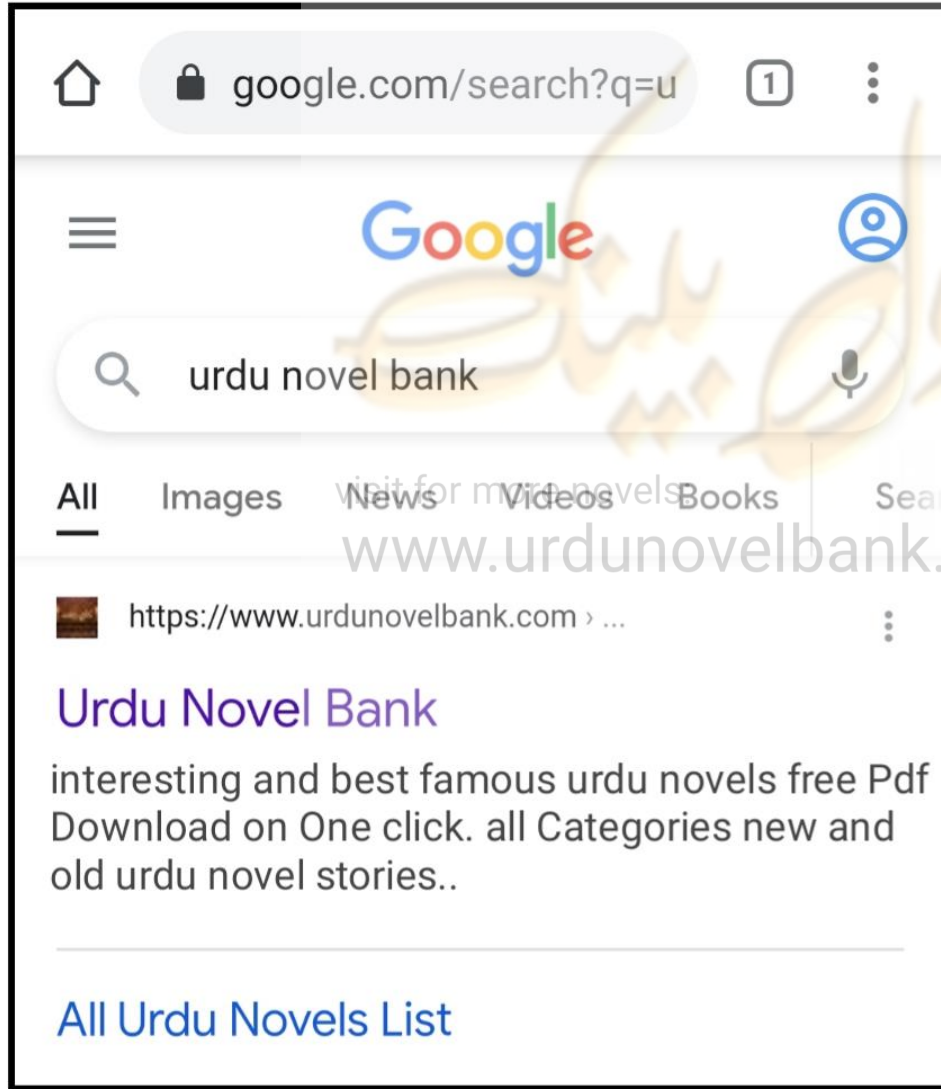 google.com/search?q=u
1
Google
urdu novel bank
All Images News Videos Books Sea
visit for more novels:
www.urdunovelbank.
https://www.urdunovelbank.com › ...
Urdu Novel Bank
interesting and best famous urdu novels free Pdf
Download on One click. all Categories new and
old urdu novel stories..
All Urdu Novels List